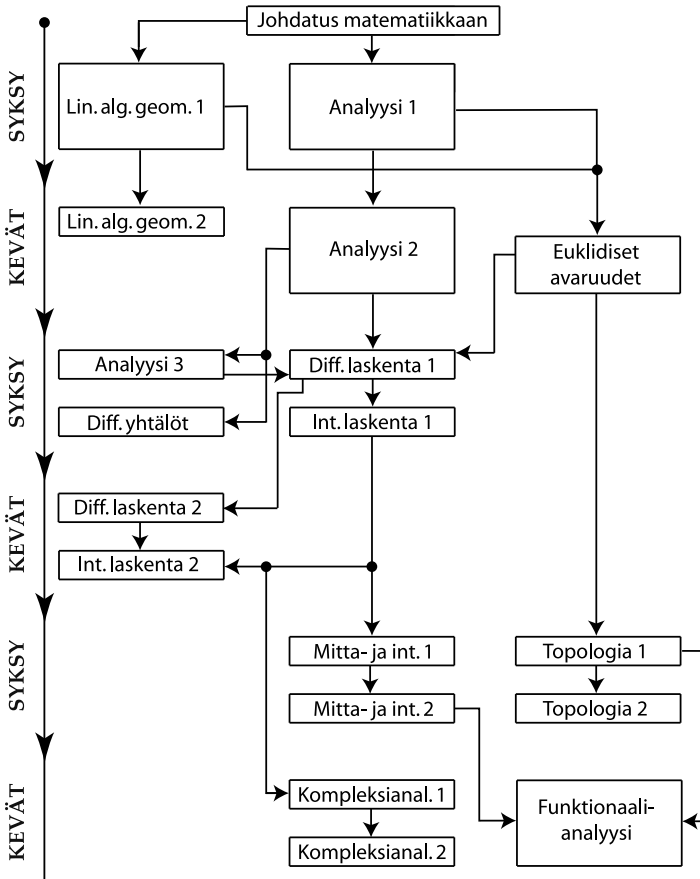 Johdatus matematiikkaan
SYKSY
Lin. alg. geom. 1
Analyysi 1
KEVÄT
Lin. alg. geom. 2
Analyysi 2
Euklidiset
avaruudet
SYKSY
Analyysi 3
Diff. laskenta 1
Diff. yhtälöt
Int. laskenta 1
KEVÄT
Diff. laskenta 2
Int. laskenta 2
SYKSY
Mitta- ja int. 1
Topologia 1
Mitta- ja int. 2
Topologia 2
KEVÄT
Kompleksianal. 1
Funktionaali-
analyysi
Kompleksianal. 2